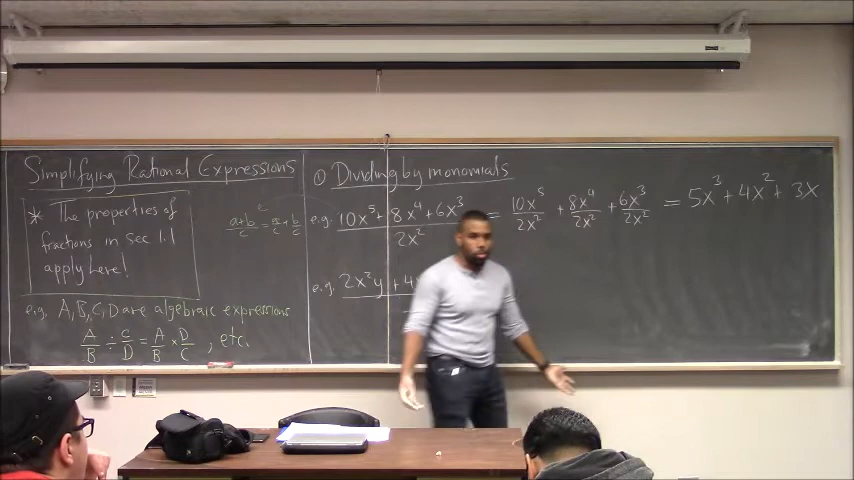 Simplifying Rational Expressions
* The properties of
fractions in Sec 1.1
apply here!
a+b/c = a/c + b/c
e.g. A,B,C,D are algebraic expressions
A/B ÷ C/D = A/B × D/C , etc.
① Dividing by monomials
e.g. 10x⁵+8x⁴+6x³/2x² = 10x⁵/2x² + 8x⁴/2x² + 6x³/2x² = 5x³ + 4x² + 3x
e.g. 2x²y + 4